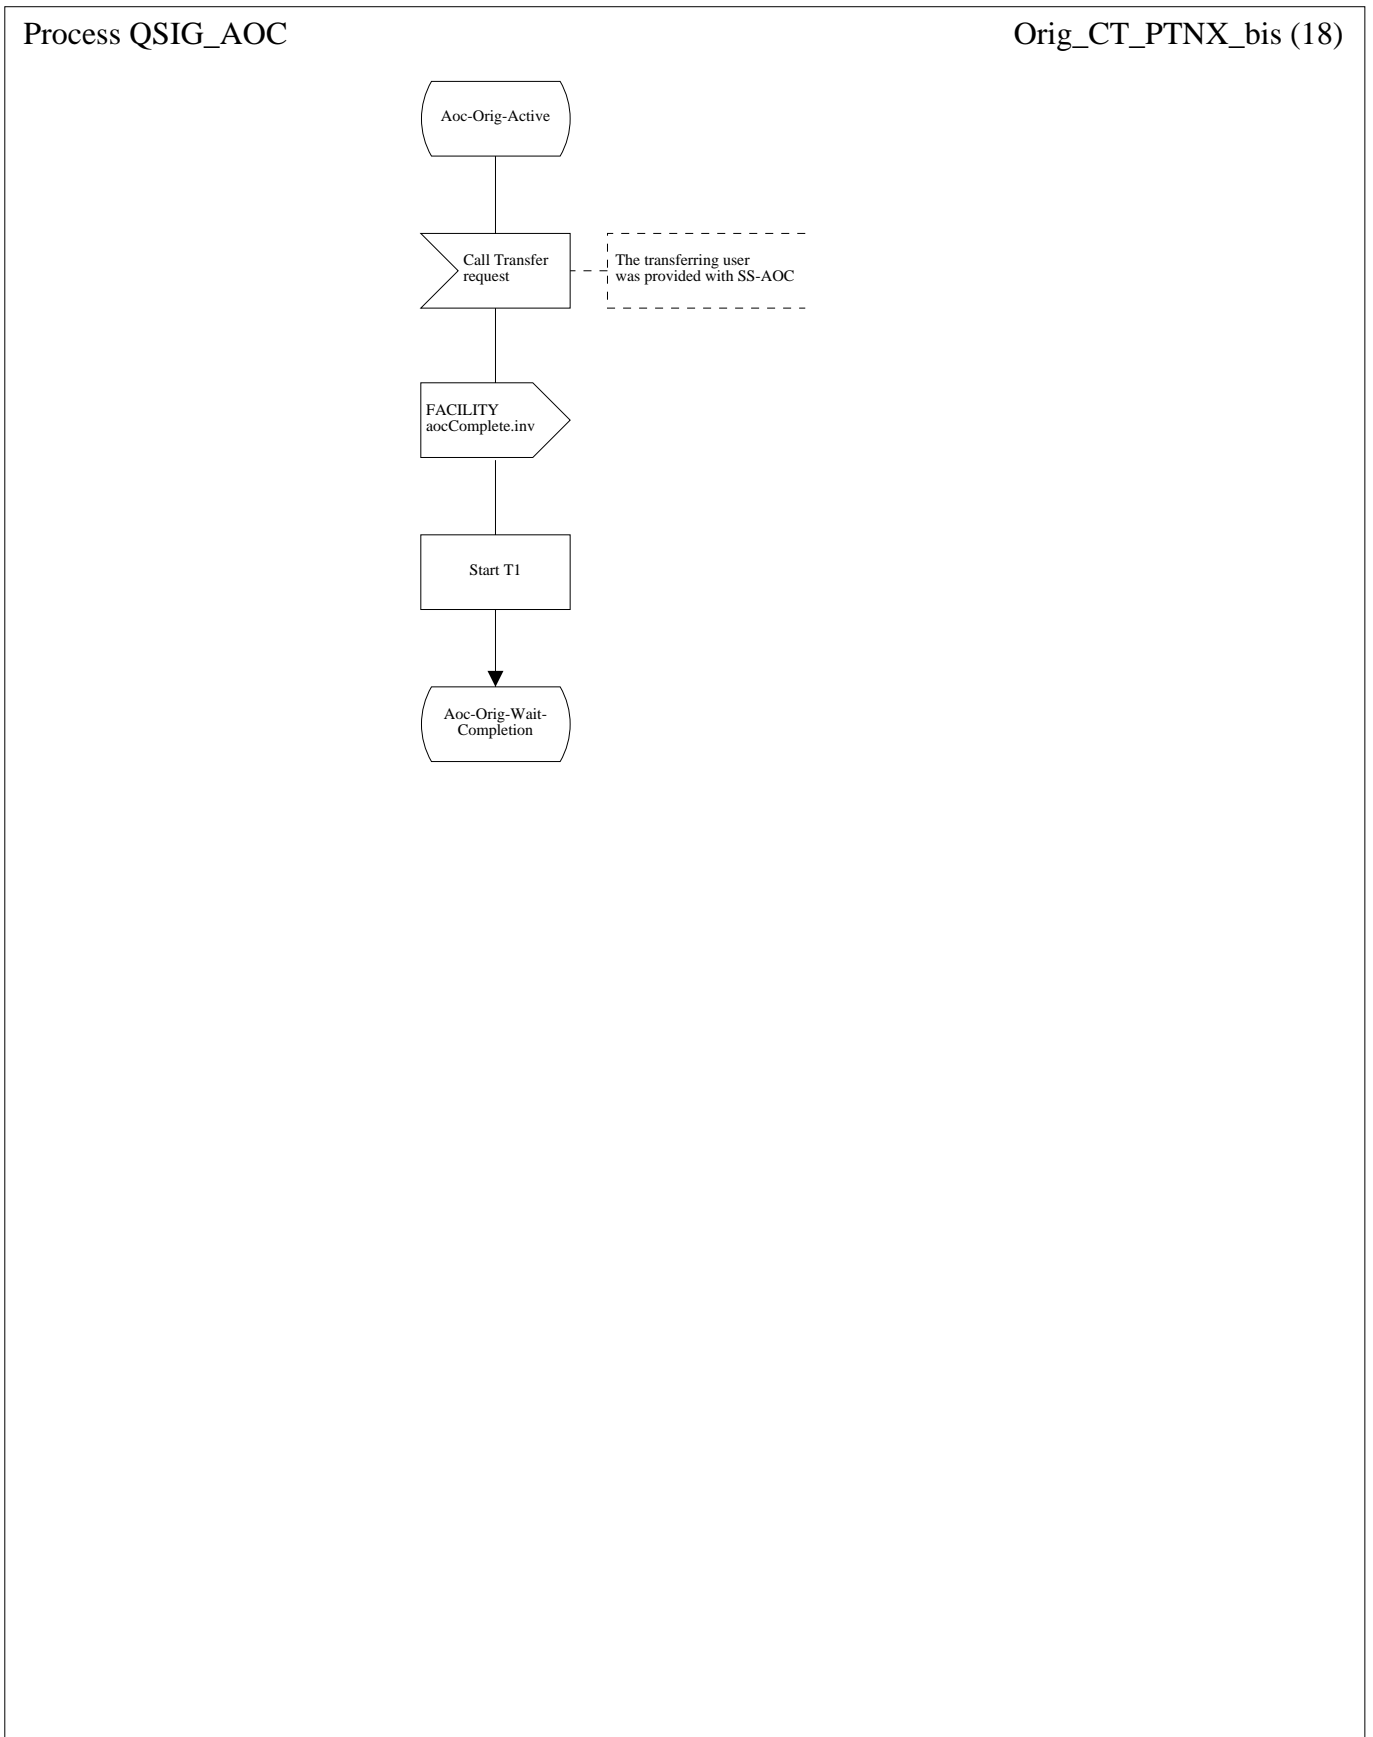 Process QSIG_AOC
Orig_CT_PTNX_bis (18)
Aoc-Orig-Active
Call Transfer
request
The transferring user
was provided with SS-AOC
FACILITY
aocComplete.inv
Start T1
Aoc-Orig-Wait-
Completion